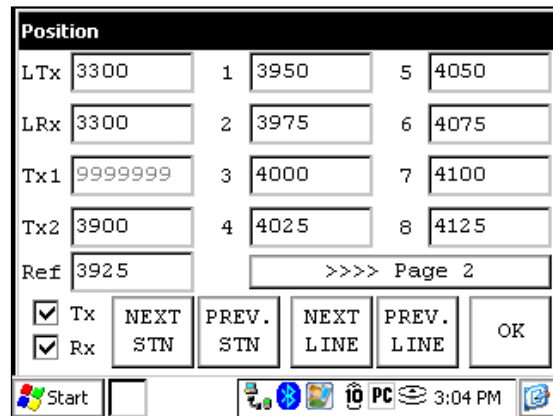 Position
LTx 3300 1 3950 5 4050
LRx 3300 2 3975 6 4075
Tx1 9999999 3 4000 7 4100
Tx2 3900 4 4025 8 4125
Ref 3925 >>>> Page 2
Tx
Rx
NEXT STN
PREV. STN
NEXT LINE
PREV. LINE
OK
Start PC 3:04 PM